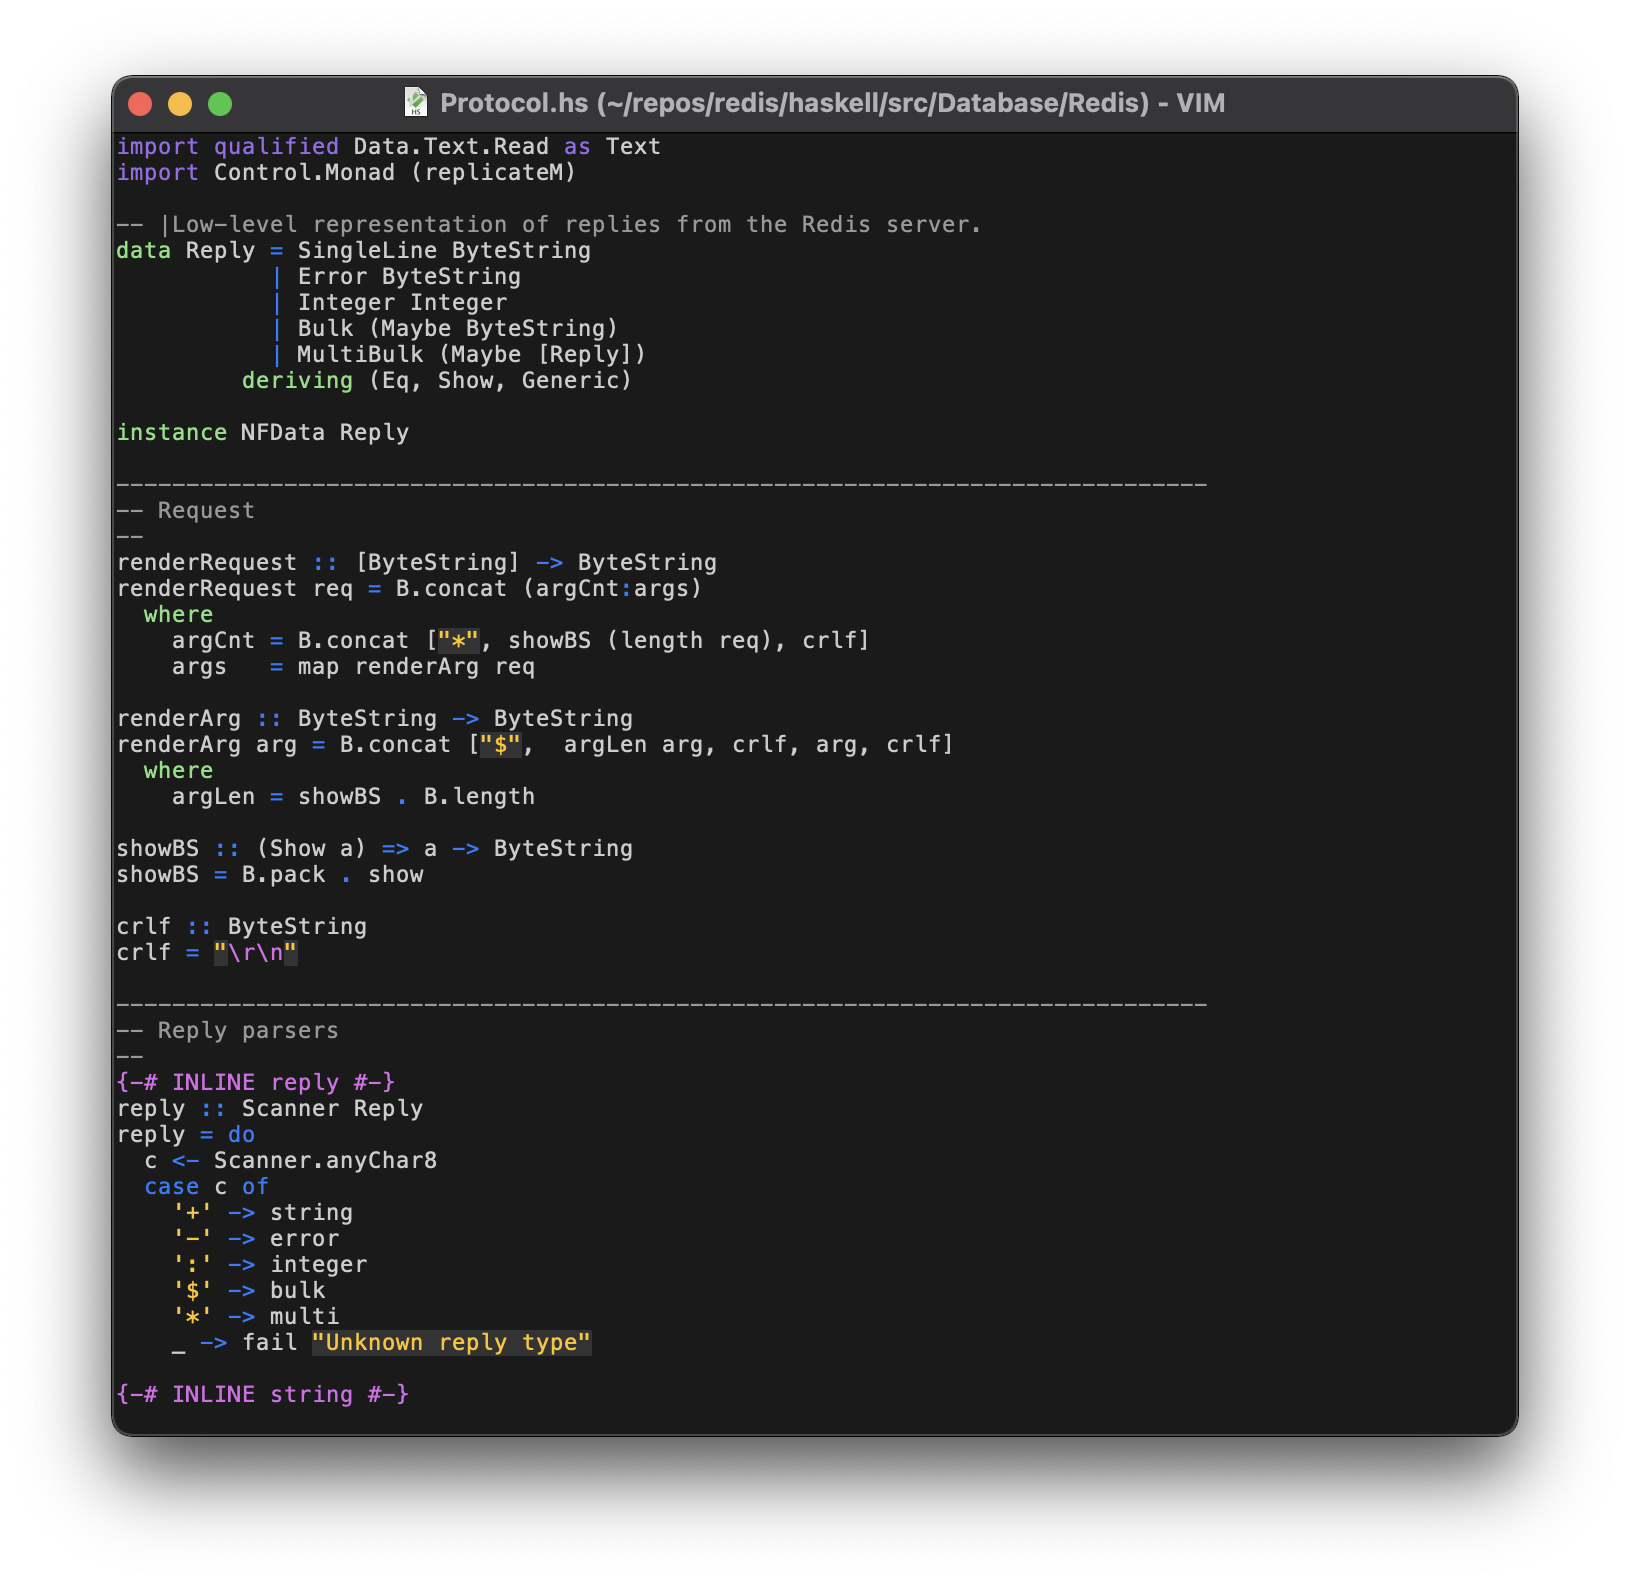 HS
Protocol.hs (~/repos/redis/haskell/src/Database/Redis) - VIM
import qualified Data.Text.Read as Text
import Control.Monad (replicateM)

-- |Low-level representation of replies from the Redis server.
data Reply = SingleLine ByteString
           | Error ByteString
           | Integer Integer
           | Bulk (Maybe ByteString)
           | MultiBulk (Maybe [Reply])
         deriving (Eq, Show, Generic)

instance NFData Reply

------------------------------------------------------------------------------
-- Request
--
renderRequest :: [ByteString] -> ByteString
renderRequest req = B.concat (argCnt:args)
  where
    argCnt = B.concat ["*", showBS (length req), crlf]
    args   = map renderArg req

renderArg :: ByteString -> ByteString
renderArg arg = B.concat ["$",  argLen arg, crlf, arg, crlf]
  where
    argLen = showBS . B.length

showBS :: (Show a) => a -> ByteString
showBS = B.pack . show

crlf :: ByteString
crlf = "\r\n"

------------------------------------------------------------------------------
-- Reply parsers
--
{-# INLINE reply #-}
reply :: Scanner Reply
reply = do
  c <- Scanner.anyChar8
  case c of
    '+' -> string
    '-' -> error
    ':' -> integer
    '$' -> bulk
    '*' -> multi
    _ -> fail "Unknown reply type"

{-# INLINE string #-}